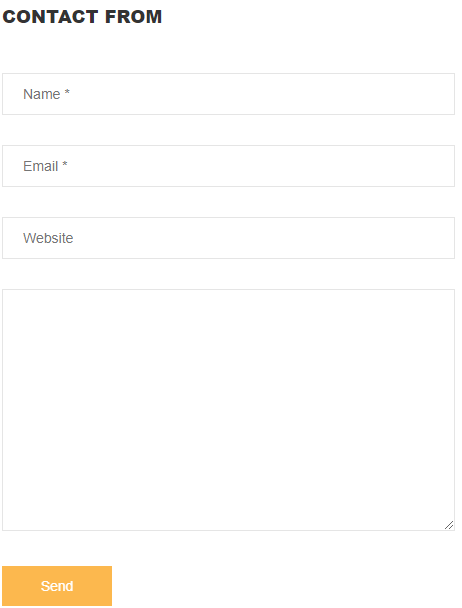 CONTACT FROM
Name *
Email *
Website
Send